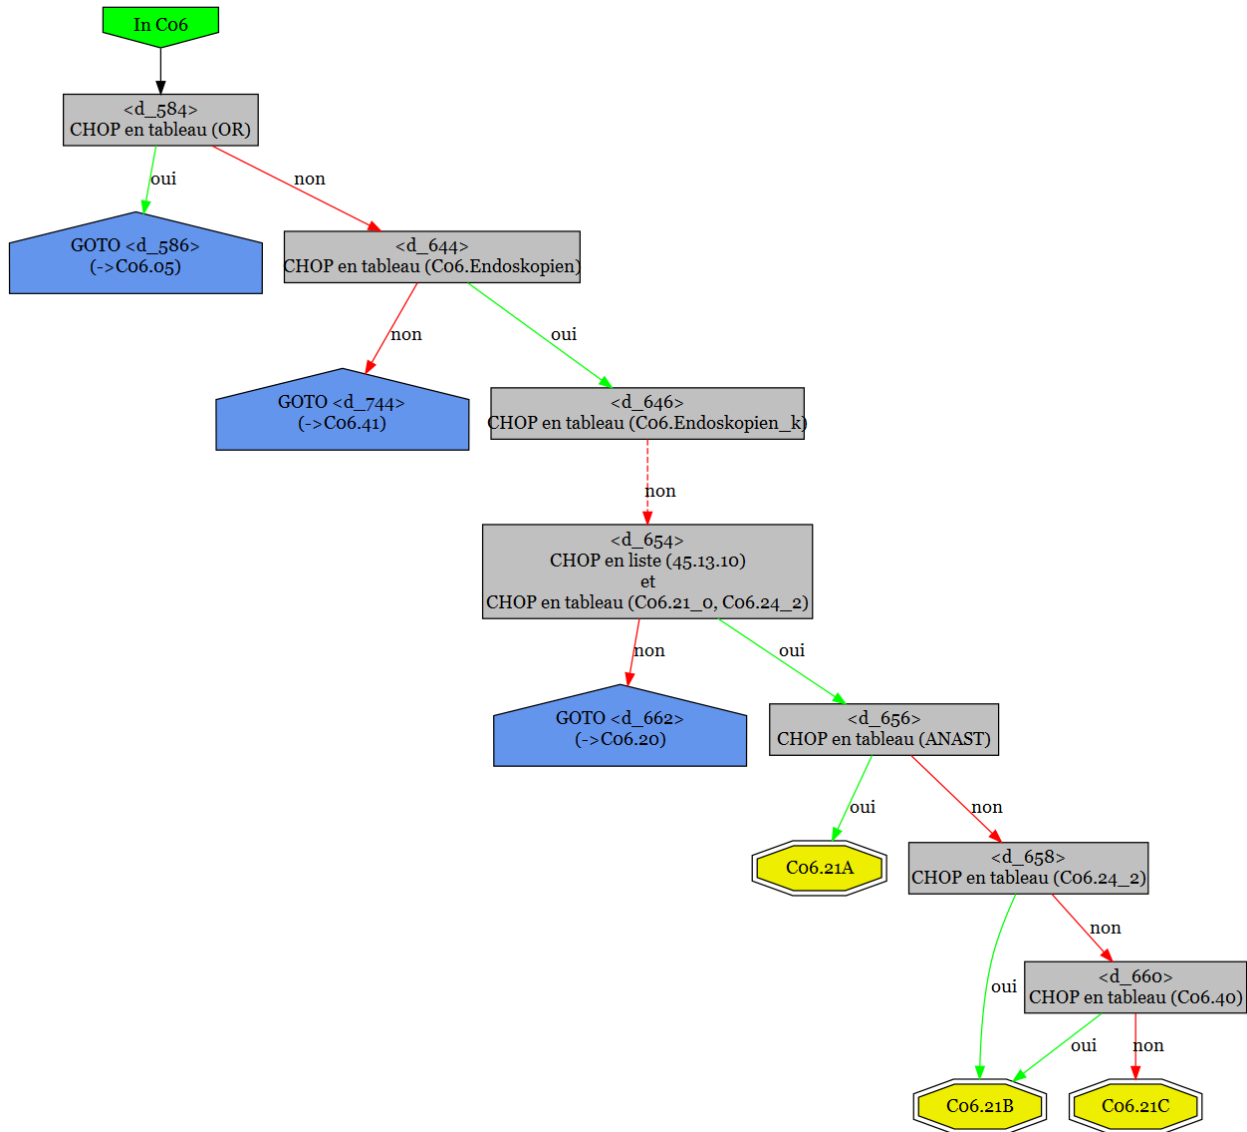 In C06
<d_584>
CHOP en tableau (OR)
oui
non
GOTO <d_586>
(->C06.05)
<d_644>
CHOP en tableau (C06.Endoskopien)
non
oui
GOTO <d_744>
(->C06.41)
<d_646>
CHOP en tableau (C06.Endoskopien_k)
non
<d_654>
CHOP en liste (45.13.10)
et
CHOP en tableau (C06.21_0, C06.24_2)
non
oui
GOTO <d_662>
(->C06.20)
<d_656>
CHOP en tableau (ANAST)
oui
non
C06.21A
<d_658>
CHOP en tableau (C06.24_2)
non
oui
<d_660>
CHOP en tableau (C06.40)
oui
non
C06.21B
C06.21C